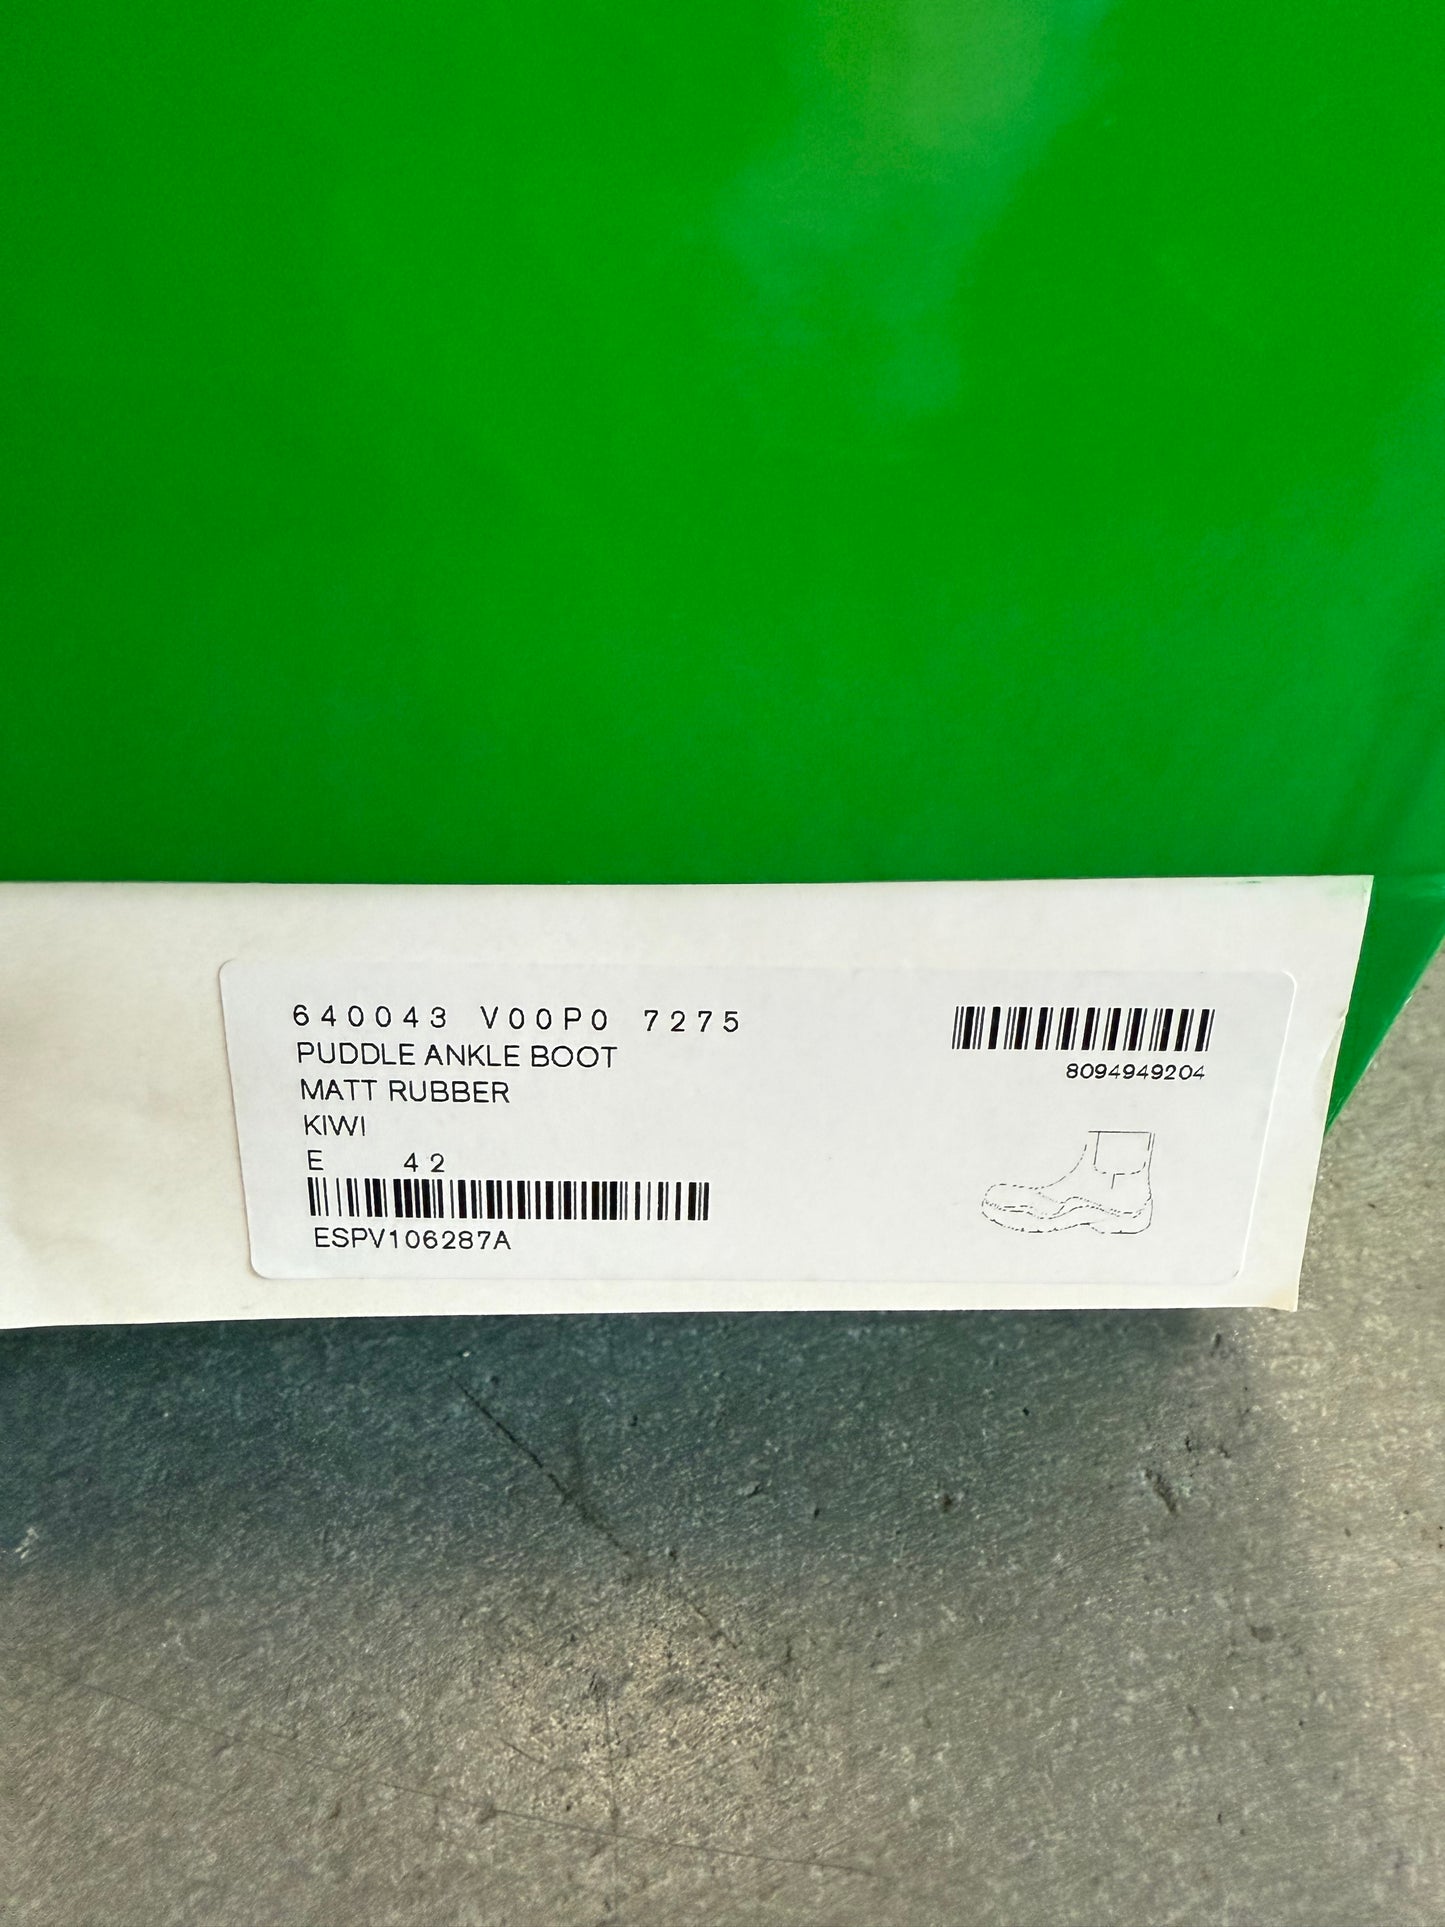 640043 V00P0 7275
PUDDLE ANKLE BOOT
MATT RUBBER
KIWI
E 42
ESPV106287A
8094949204